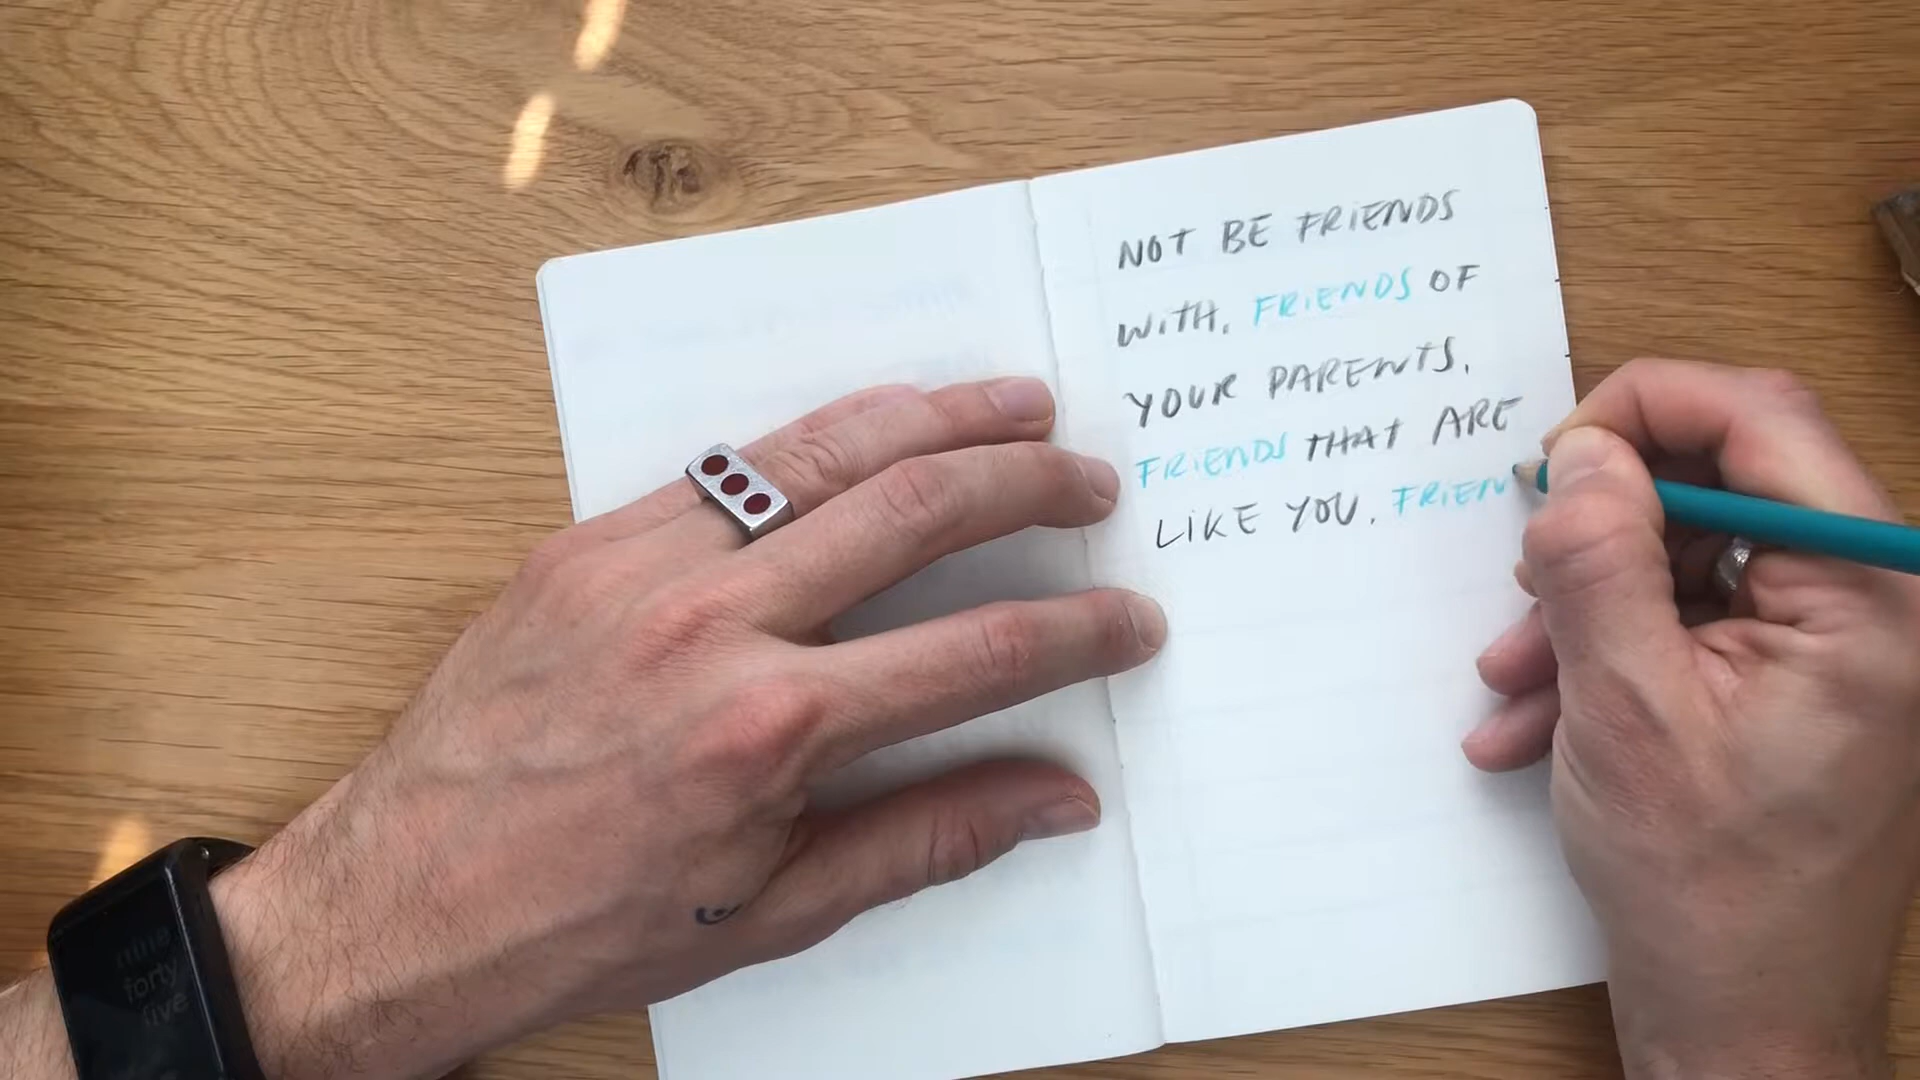 NOT BE FRIENDS
WITH. FRIENDS OF
YOUR PARENTS.
FRIENDS THAT ARE
LIKE YOU. FRIEN
nine
forty
five